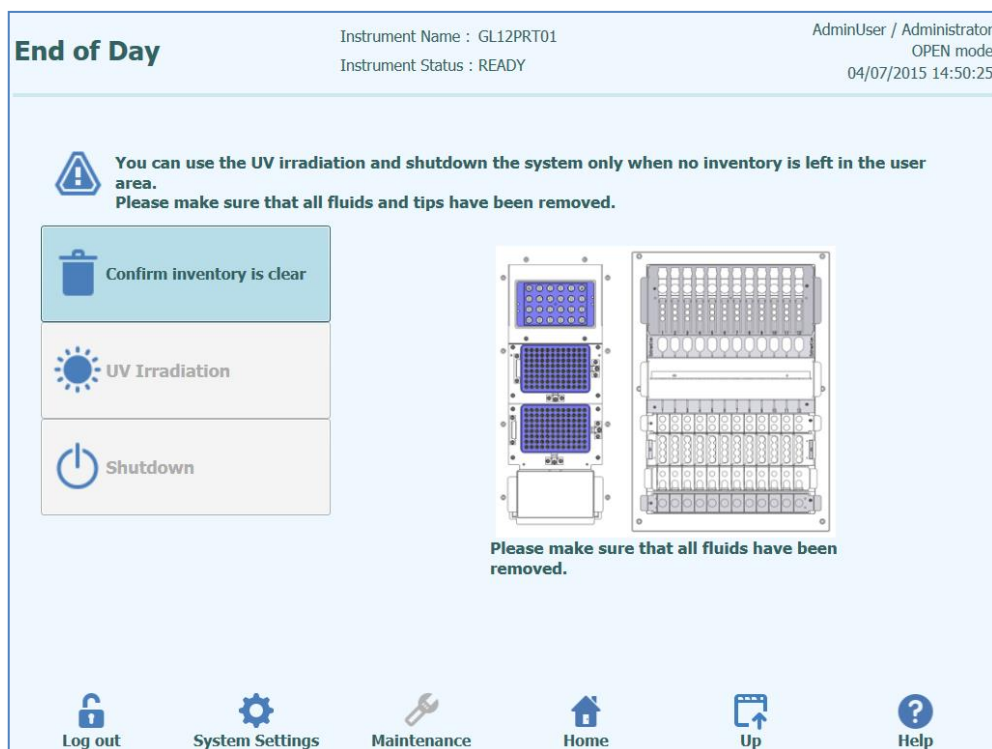 End of Day
Instrument Name : GL12PRT01
Instrument Status : READY
AdminUser / Administrator
OPEN mode
04/07/2015 14:50:25
You can use the UV irradiation and shutdown the system only when no inventory is left in the user
area.
Please make sure that all fluids and tips have been removed.
Confirm inventory is clear
UV Irradiation
Shutdown
Please make sure that all fluids have been
removed.
Log out
System Settings
Maintenance
Home
Up
Help